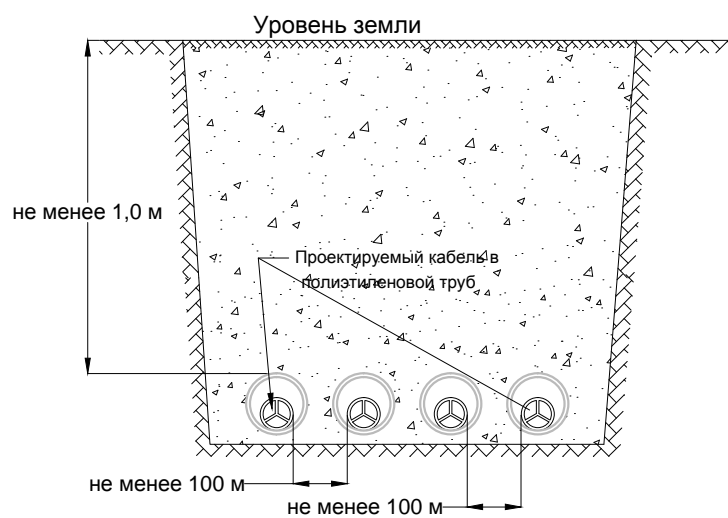 Уровень земли
не менее 1,0 м
Проектируемый кабель в
полиэтиленовой труб
не менее 100 м
не менее 100 м